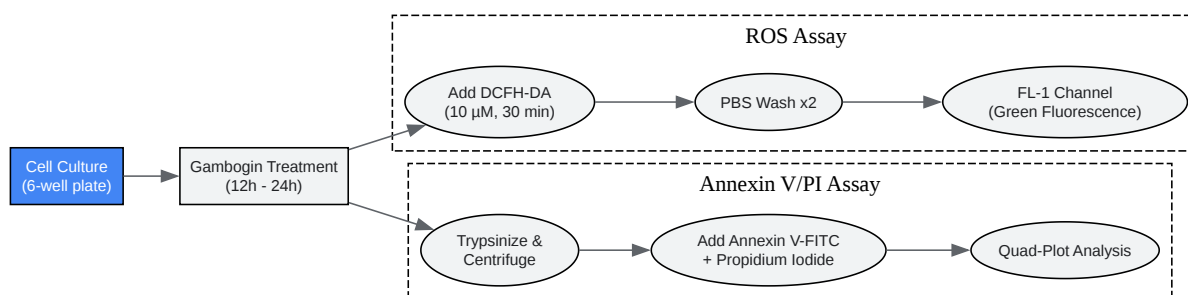 Cell Culture
(6-well plate)
Gambogin Treatment
(12h - 24h)
ROS Assay
Add DCFH-DA
(10 µM, 30 min)
PBS Wash x2
FL-1 Channel
(Green Fluorescence)
Annexin V/PI Assay
Trypsinize &
Centrifuge
Add Annexin V-FITC
+ Propidium Iodide
Quad-Plot Analysis